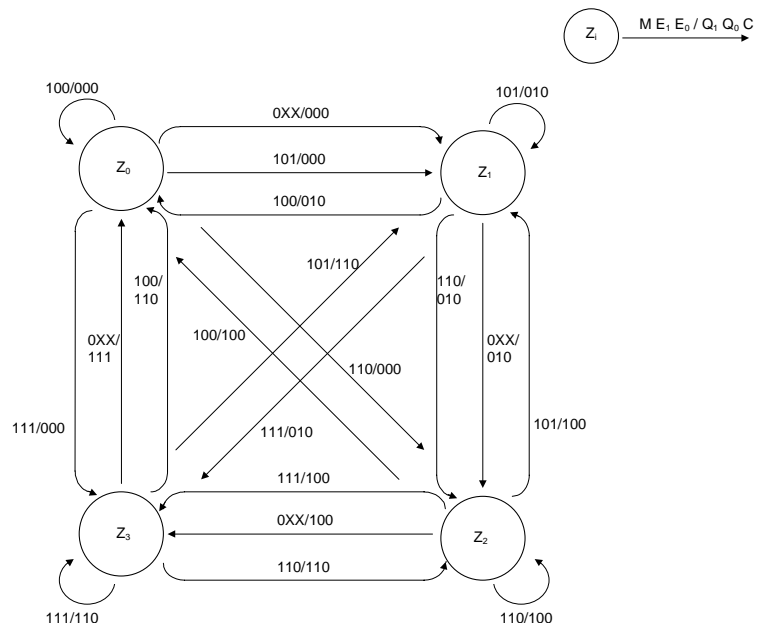 M E₁ E₀ / Q₁ Q₀ C
Zᵢ
100/000
101/010
0XX/000
Z₀
101/000
Z₁
100/010
101/110
100/
110
110/
010
0XX/
111
100/100
0XX/
010
110/000
111/000
111/010
101/100
111/100
0XX/100
Z₃
Z₂
110/110
111/110
110/100